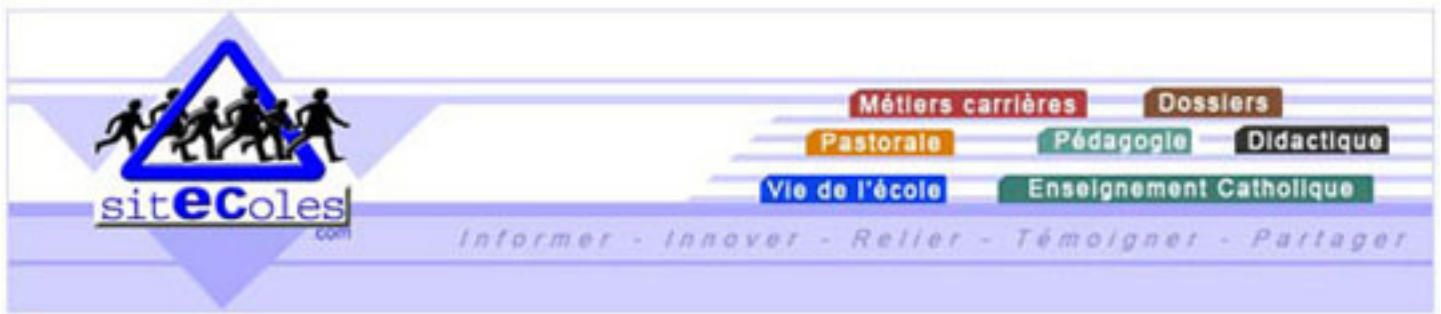 Métiers carrières Dossiers
Pastorale Pédagogie Didactique
Vie de l'école Enseignement Catholique
sitecoles
.com
Informer - Innover - Relier - Témoigner - Partager